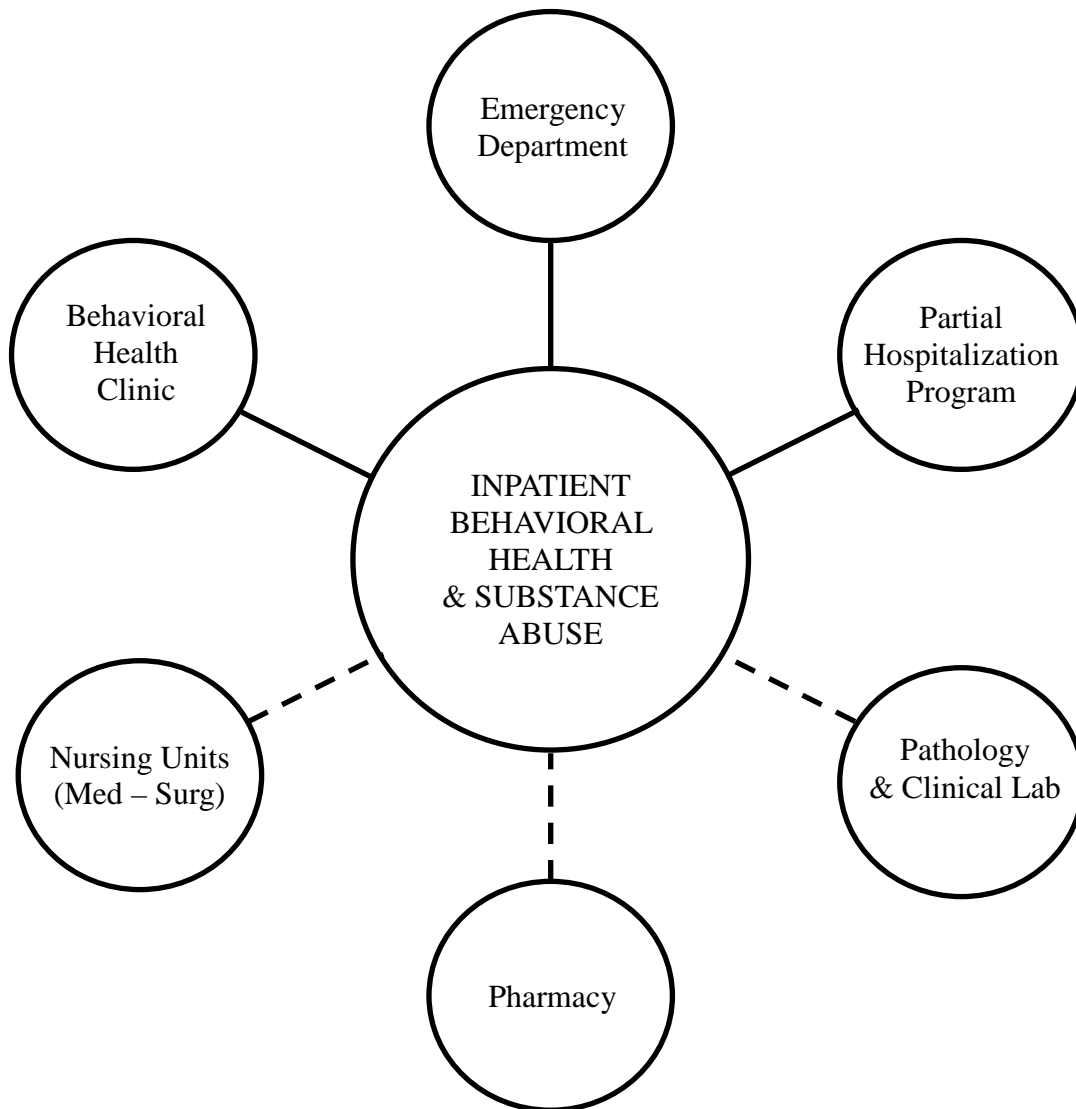 Emergency
Department
Behavioral
Health
Clinic
Partial
Hospitalization
Program
INPATIENT
BEHAVIORAL
HEALTH
& SUBSTANCE
ABUSE
Nursing Units
(Med – Surg)
Pathology
& Clinical Lab
Pharmacy